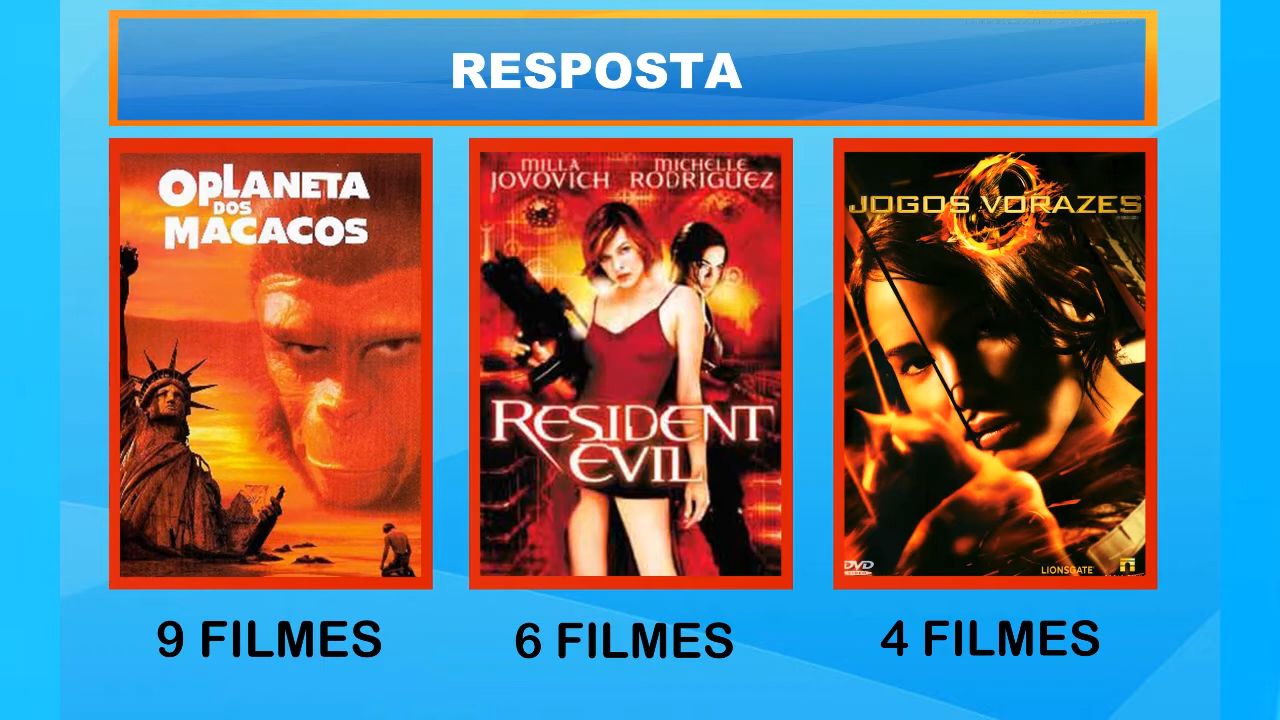 RESPOSTA
O PLANETA
DOS
MACACOS
MILLA JOVOVICH
MICHELLE RODRIGUEZ
RESIDENT
EVIL
JOGOS VORAZES
DVD
LIONSGATE
9 FILMES
6 FILMES
4 FILMES